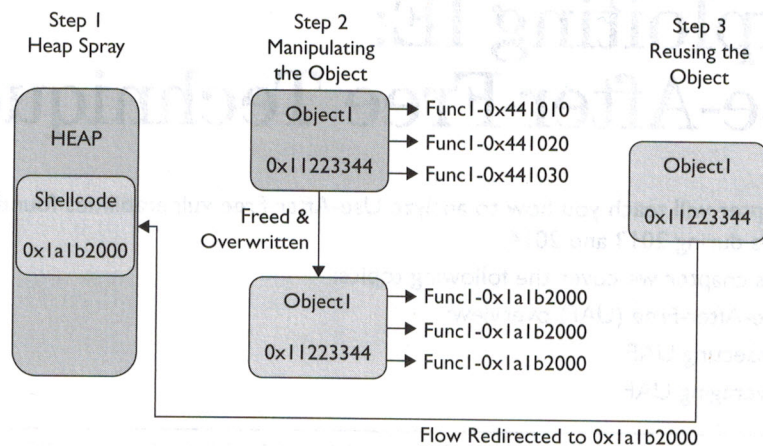 Step 1
Heap Spray
HEAP
Shellcode
0x1a1b2000
Step 2
Manipulating
the Object
Object1
0x11223344
Func1-0x441010
Func1-0x441020
Func1-0x441030
Freed &
Overwritten
Object1
0x11223344
Func1-0x1a1b2000
Func1-0x1a1b2000
Func1-0x1a1b2000
Step 3
Reusing the
Object
Object1
0x11223344
Flow Redirected to 0x1a1b2000